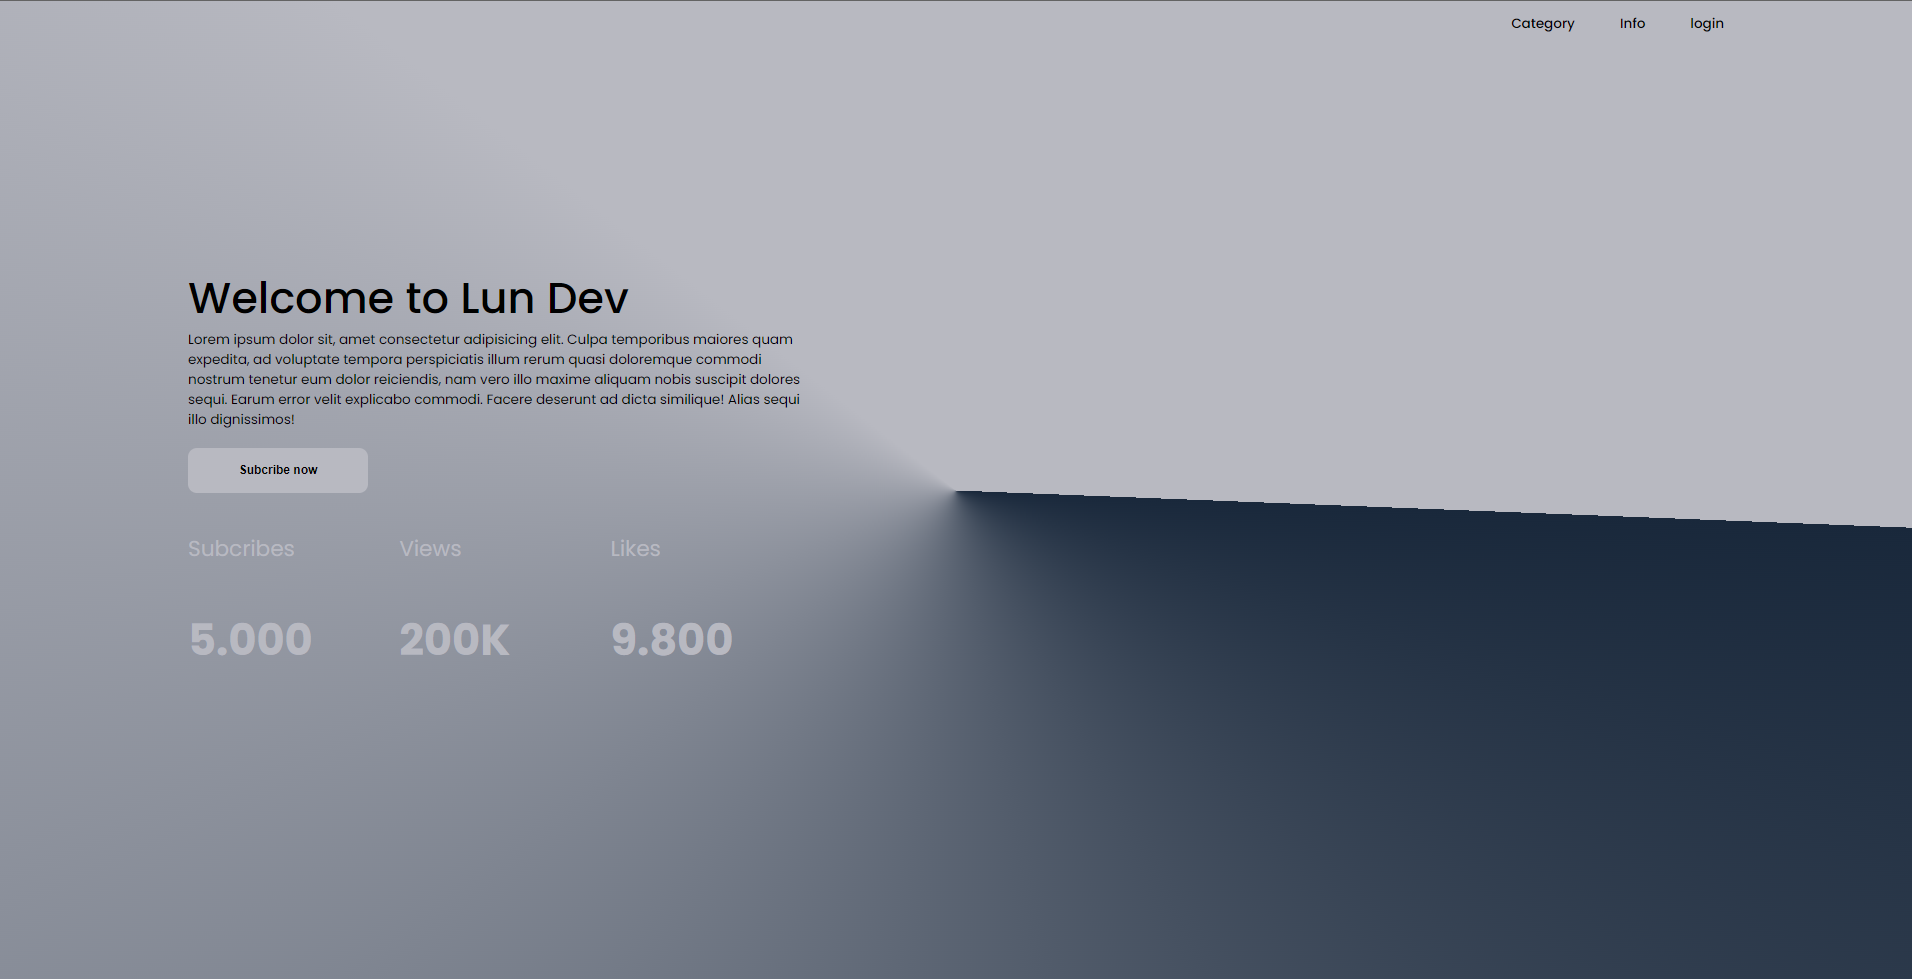 Category Info login
Welcome to Lun Dev
Lorem ipsum dolor sit, amet consectetur adipisicing elit. Culpa temporibus maiores quam
expedita, ad voluptate tempora perspiciatis illum rerum quasi doloremque commodi
nostrum tenetur eum dolor reiciendis, nam vero illo maxime aliquam nobis suscipit dolores
sequi. Earum error velit explicabo commodi. Facere deserunt ad dicta similique! Alias sequi
illo dignissimos!
Subcribe now
Subcribes Views Likes
5.000 200K 9.800